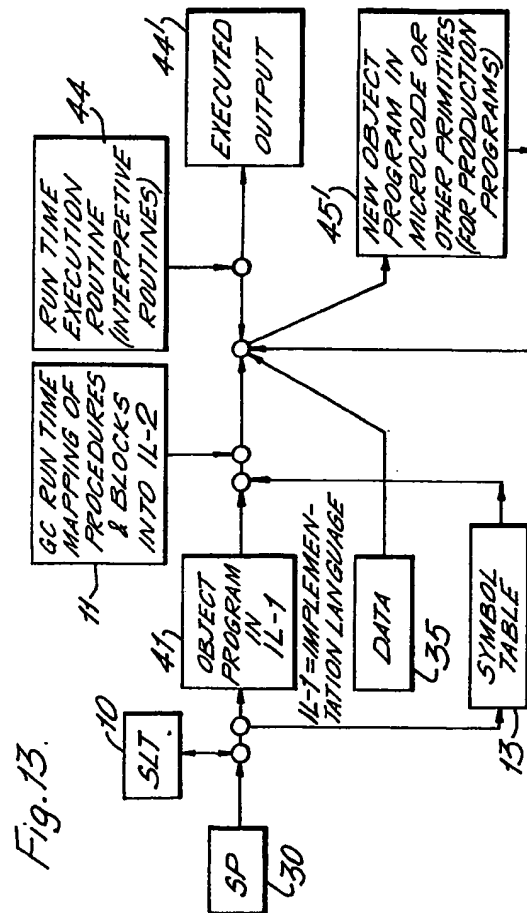 Fig. 13.
SP
30
SLT.
10
OBJECT
PROGRAM
IN
IL-1
41
IL-1 = IMPLEMEN-
TATION LANGUAGE
GC RUN TIME
MAPPING OF
PROCEDURES
& BLOCKS
INTO IL-2
11
RUN TIME
EXECUTION
ROUTINE
(INTERPRETIVE
ROUTINES)
44
EXECUTED
OUTPUT
44'
DATA
35
SYMBOL
TABLE
13
NEW OBJECT
PROGRAM IN
MICROCODE OR
OTHER PRIMITIVES
(FOR PRODUCTION
PROGRAMS)
45'